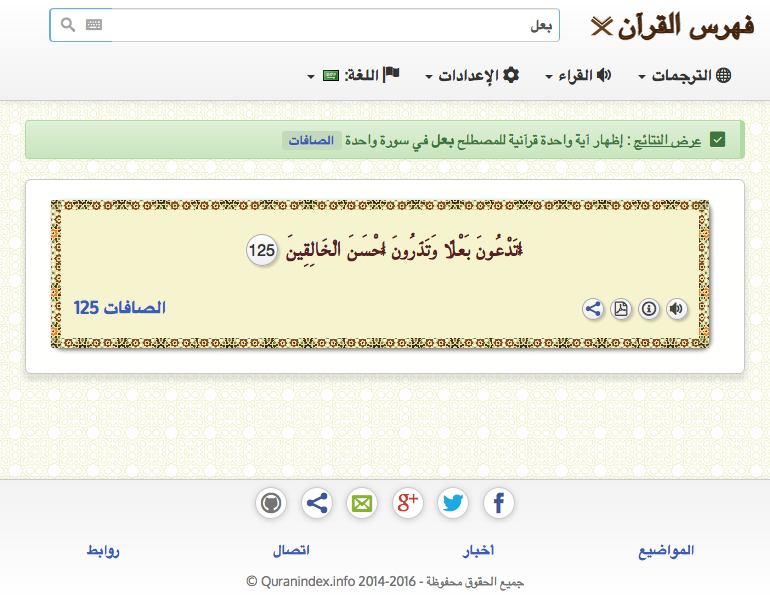 فهرس القرآن
بعل
الترجمات
القراء
الإعدادات
اللغة:
عرض النتائج : إظهار آية واحدة قرآنية للمصطلح بعل في سورة واحدة الصافات
أَتَدْعُونَ بَعْلًا وَتَذَرُونَ أَحْسَنَ الْخَالِقِينَ 125
الصافات 125
المواضيع
أخبار
اتصال
روابط
جميع الحقوق محفوظة - Quranindex.info 2014-2016 ©